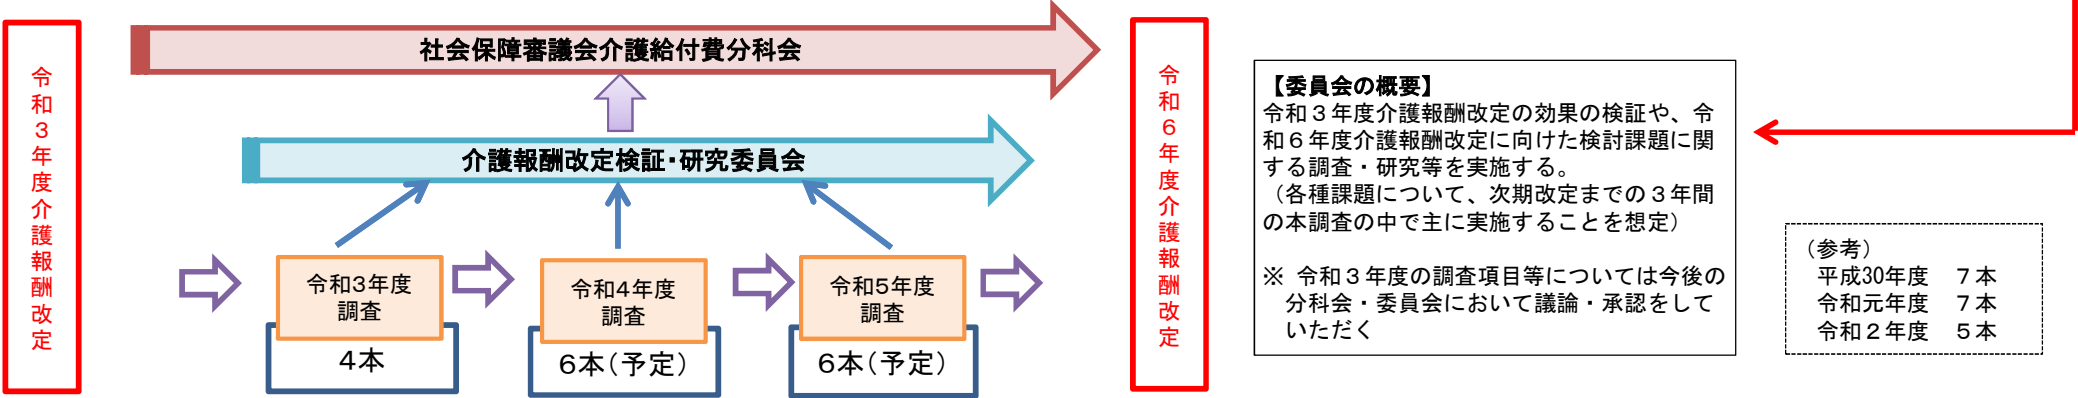 令和３年度介護報酬改定
社会保障審議会介護給付費分科会
介護報酬改定検証・研究委員会
令和3年度
調査
4本
令和4年度
調査
6本（予定）
令和5年度
調査
6本（予定）
令和６年度介護報酬改定
【委員会の概要】
令和３年度介護報酬改定の効果の検証や、令
和６年度介護報酬改定に向けた検討課題に関
する調査・研究等を実施する。
（各種課題について、次期改定までの３年間
の本調査の中で主に実施することを想定）
※ 令和３年度の調査項目等については今後の
分科会・委員会において議論・承認をして
いただく
（参考）
平成30年度　７本
令和元年度　７本
令和２年度　５本